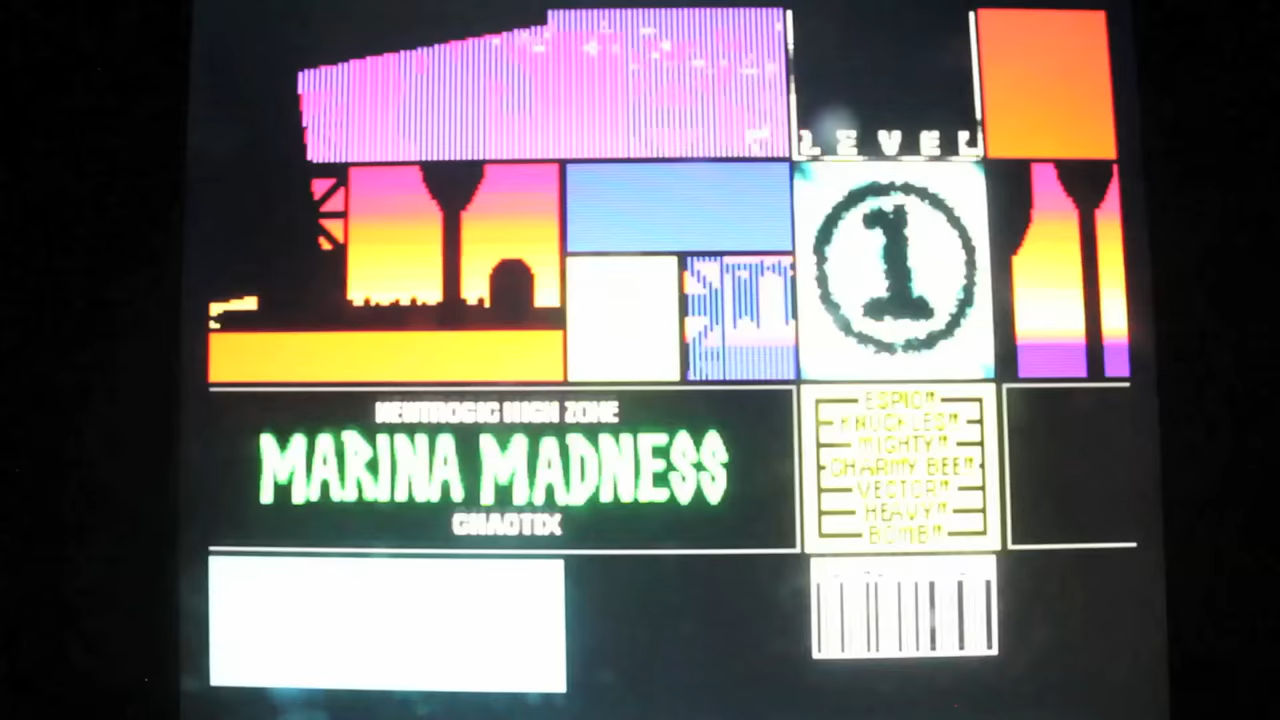 LEVEL
1
NEWTROGIC HIGH ZONE
MARINA MADNESS
CHAOTIX
ESPIO"
KNUCKLES"
MIGHTY"
CHARMY BEE"
VECTOR"
HEAVY"
BOMB"